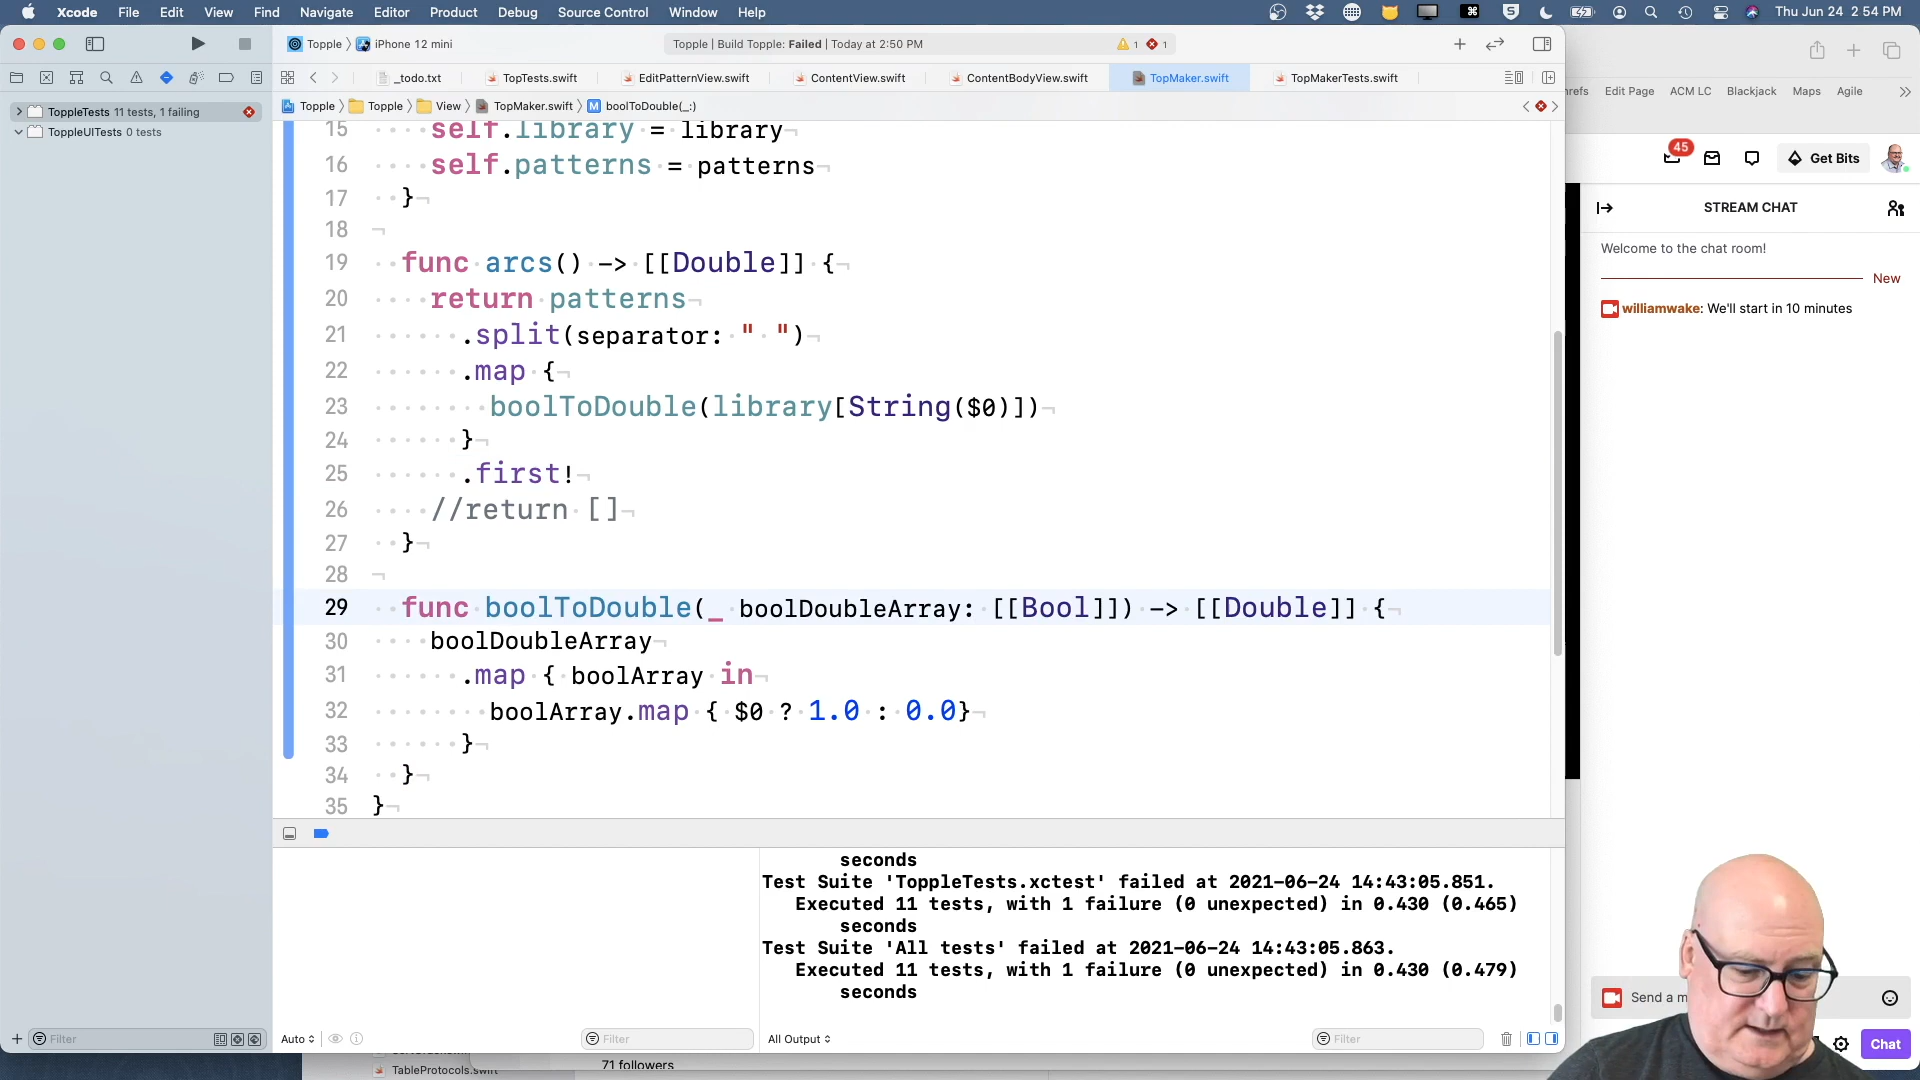 Xcode File Edit View Find Navigate Editor Product Debug Source Control Window Help Thu Jun 24 2 54 PM
Topple iPhone 12 mini Topple | Build Topple: Failed | Today at 2:50 PM 1 1
_todo.txt TopTests.swift EditPatternView.swift ContentView.swift ContentBodyView.swift TopMaker.swift TopMakerTests.swift
Topple Topple View TopMaker.swift M boolToDouble(_:)
ToppleTests 11 tests, 1 failing
ToppleUITests 0 tests
15 self.library = library
16 self.patterns = patterns
17 }
18
19 func arcs() -> [[Double]] {
20 return patterns
21 .split(separator: " ")
22 .map {
23 boolToDouble(library[String($0)])
24 }
25 .first!
26 //return []
27 }
28
29 func boolToDouble(_ boolDoubleArray: [[Bool]]) -> [[Double]] {
30 boolDoubleArray
31 .map { boolArray in
32 boolArray.map { $0 ? 1.0 : 0.0}
33 }
34 }
35 }
seconds
Test Suite 'ToppleTests.xctest' failed at 2021-06-24 14:43:05.851.
Executed 11 tests, with 1 failure (0 unexpected) in 0.430 (0.465)
seconds
Test Suite 'All tests' failed at 2021-06-24 14:43:05.863.
Executed 11 tests, with 1 failure (0 unexpected) in 0.430 (0.479)
seconds
Filter Auto Filter All Output Filter
TableProtocols.swift
71 followers
Edit Page ACM LC Blackjack Maps Agile
45 Get Bits
STREAM CHAT
Welcome to the chat room!
New
williamwake: We'll start in 10 minutes
Send a m
Chat